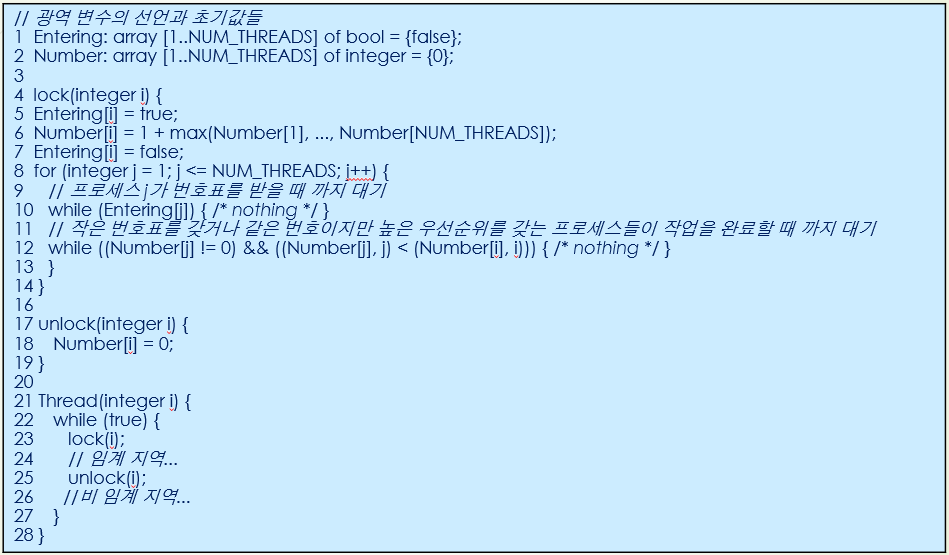 // 광역 변수의 선언과 초기값들
1 Entering: array [1..NUM_THREADS] of bool = {false};
2 Number: array [1..NUM_THREADS] of integer = {0};
3
4 lock(integer i) {
5 Entering[i] = true;
6 Number[i] = 1 + max(Number[1], ..., Number[NUM_THREADS]);
7 Entering[i] = false;
8 for (integer j = 1; j <= NUM_THREADS; j++) {
9 // 프로세스 j가 번호표를 받을 때 까지 대기
10 while (Entering[j]) { /* nothing */ }
11 // 작은 번호표를 갖거나 같은 번호이지만 높은 우선순위를 갖는 프로세스들이 작업을 완료할 때 까지 대기
12 while ((Number[j] != 0) && ((Number[j], j) < (Number[i], i))) { /* nothing */ }
13 }
14 }
16
17 unlock(integer i) {
18 Number[i] = 0;
19 }
20
21 Thread(integer i) {
22 while (true) {
23 lock(i);
24 // 임계 지역...
25 unlock(i);
26 //비 임계 지역...
27 }
28 }